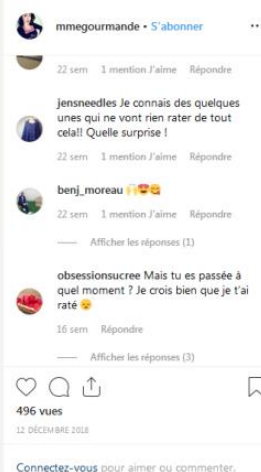 mmegourmande • S'abonner
22 sem 1 mention J'aime Répondre
jensneedles Je connais des quelques
unes qui ne vont rien rater de tout
cela!! Quelle surprise !
22 sem 1 mention J'aime Répondre
benj_moreau 🙌😍😋
22 sem 1 mention J'aime Répondre
Afficher les réponses (1)
obsessionsucree Mais tu es passée à
quel moment ? Je crois bien que je t'ai
raté 😣
16 sem Répondre
Afficher les réponses (3)
496 vues
12 DÉCEMBRE 2018
Connectez-vous pour aimer ou commenter.